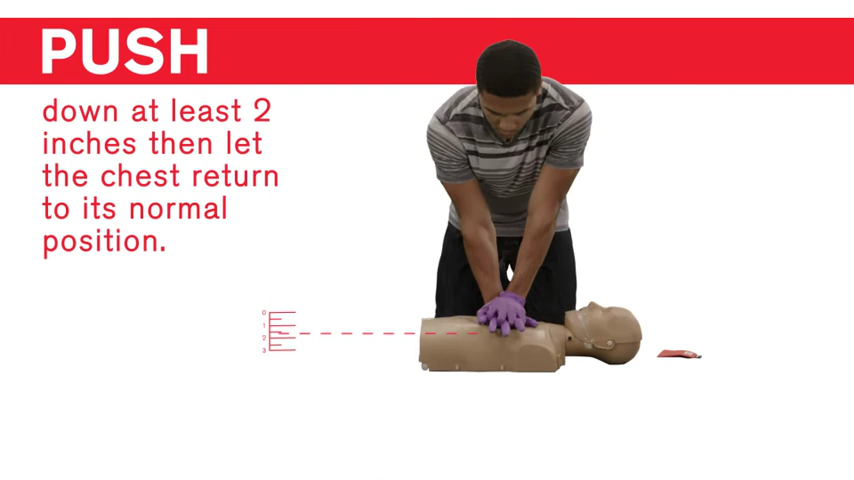 PUSH
down at least 2
inches then let
the chest return
to its normal
position.
0
1
2
3